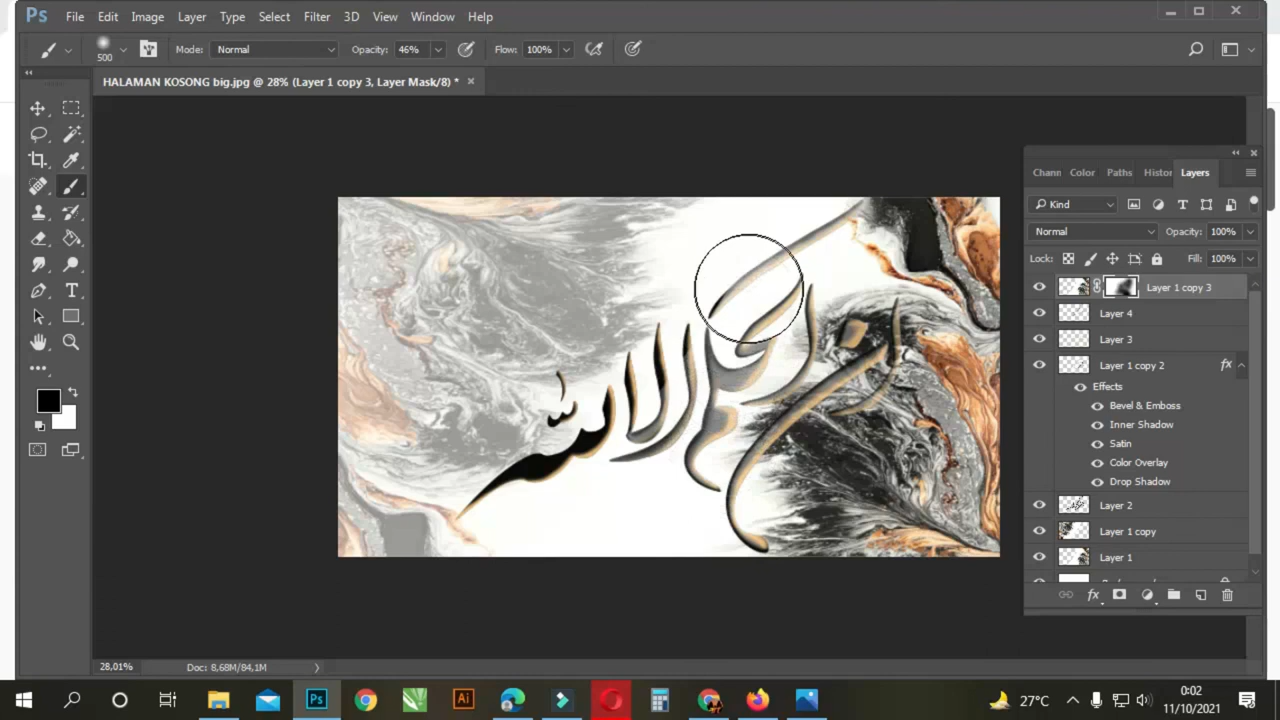 Ps File Edit Image Layer Type Select Filter 3D View Window Help
500 Mode: Normal Opacity: 46% Flow: 100%
HALAMAN KOSONG big.jpg @ 28% (Layer 1 copy 3, Layer Mask/8) *
Chann Color Paths Histor Layers
Kind
Normal Opacity: 100%
Lock: Fill: 100%
Layer 1 copy 3
Layer 4
Layer 3
Layer 1 copy 2 fx
Effects
Bevel & Emboss
Inner Shadow
Satin
Color Overlay
Drop Shadow
Layer 2
Layer 1 copy
Layer 1
fx
28,01% Doc: 8,68M/84,1M
Ps Ai 27°C 0:02
11/10/2021